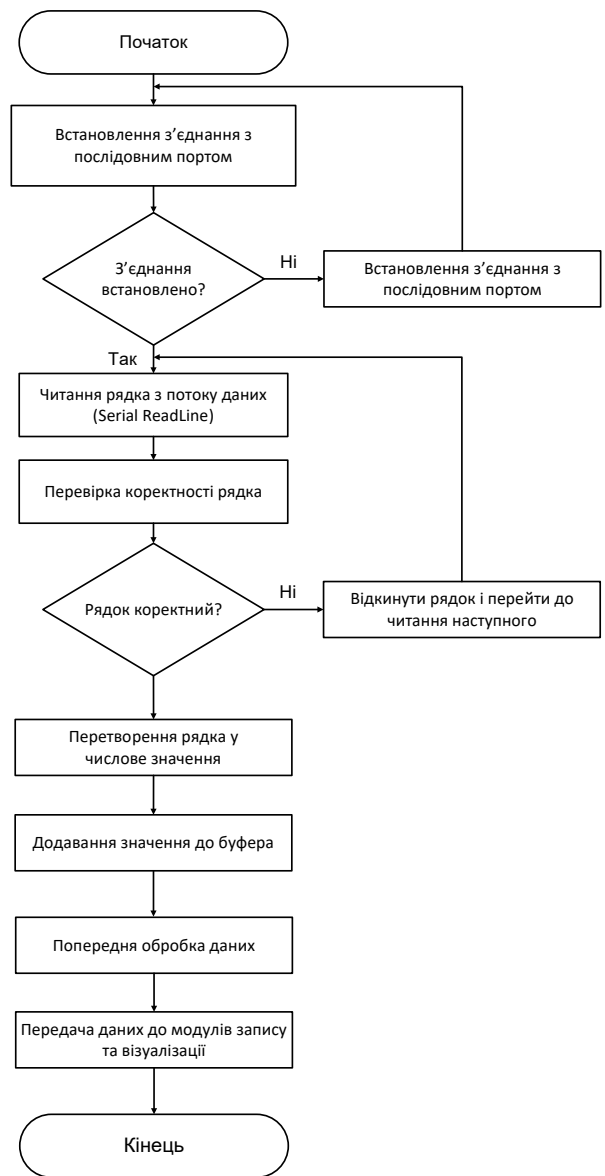 Початок
Встановлення з’єднання з
послідовним портом
З’єднання
встановлено?
Ні
Встановлення з’єднання з
послідовним портом
Так
Читання рядка з потоку даних
(Serial ReadLine)
Перевірка коректності рядка
Рядок коректний?
Ні
Відкинути рядок і перейти до
читання наступного
Перетворення рядка у
числове значення
Додавання значення до буфера
Попередня обробка даних
Передача даних до модулів запису
та візуалізації
Кінець